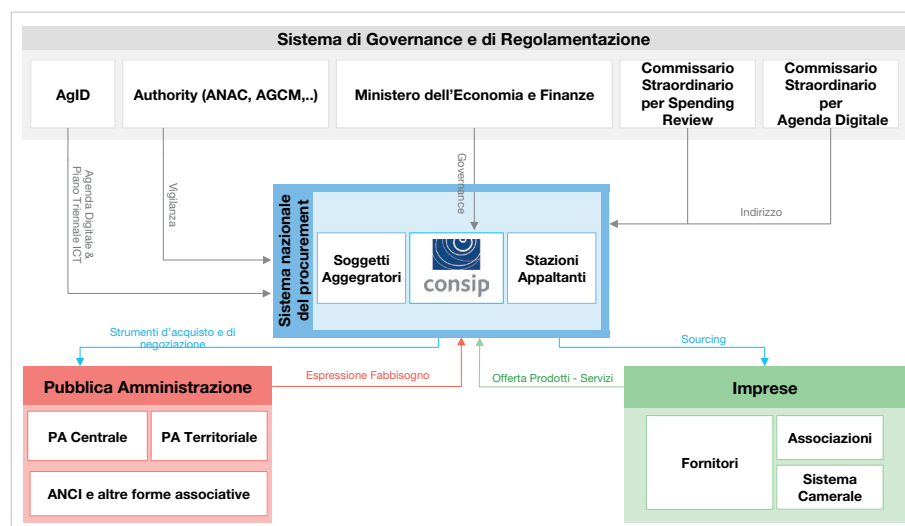 Sistema di Governance e di Regolamentazione
AgID
Authority (ANAC, AGCM,..)
Ministero dell'Economia e Finanze
Commissario
Straordinario
per Spending
Review
Commissario
Straordinario
per
Agenda Digitale
Agenda Digitale &
Piano Triennale ICT
Vigilanza
Governance
Indirizzo
Sistema nazionale
del procurement
Soggetti
Aggegratori
consip
Stazioni
Appaltanti
Strumenti d'acquisto e di
negoziazione
Sourcing
Espressione Fabbisogno
Offerta Prodotti - Servizi
Pubblica Amministrazione
PA Centrale
PA Territoriale
ANCI e altre forme associative
Imprese
Fornitori
Associazioni
Sistema
Camerale